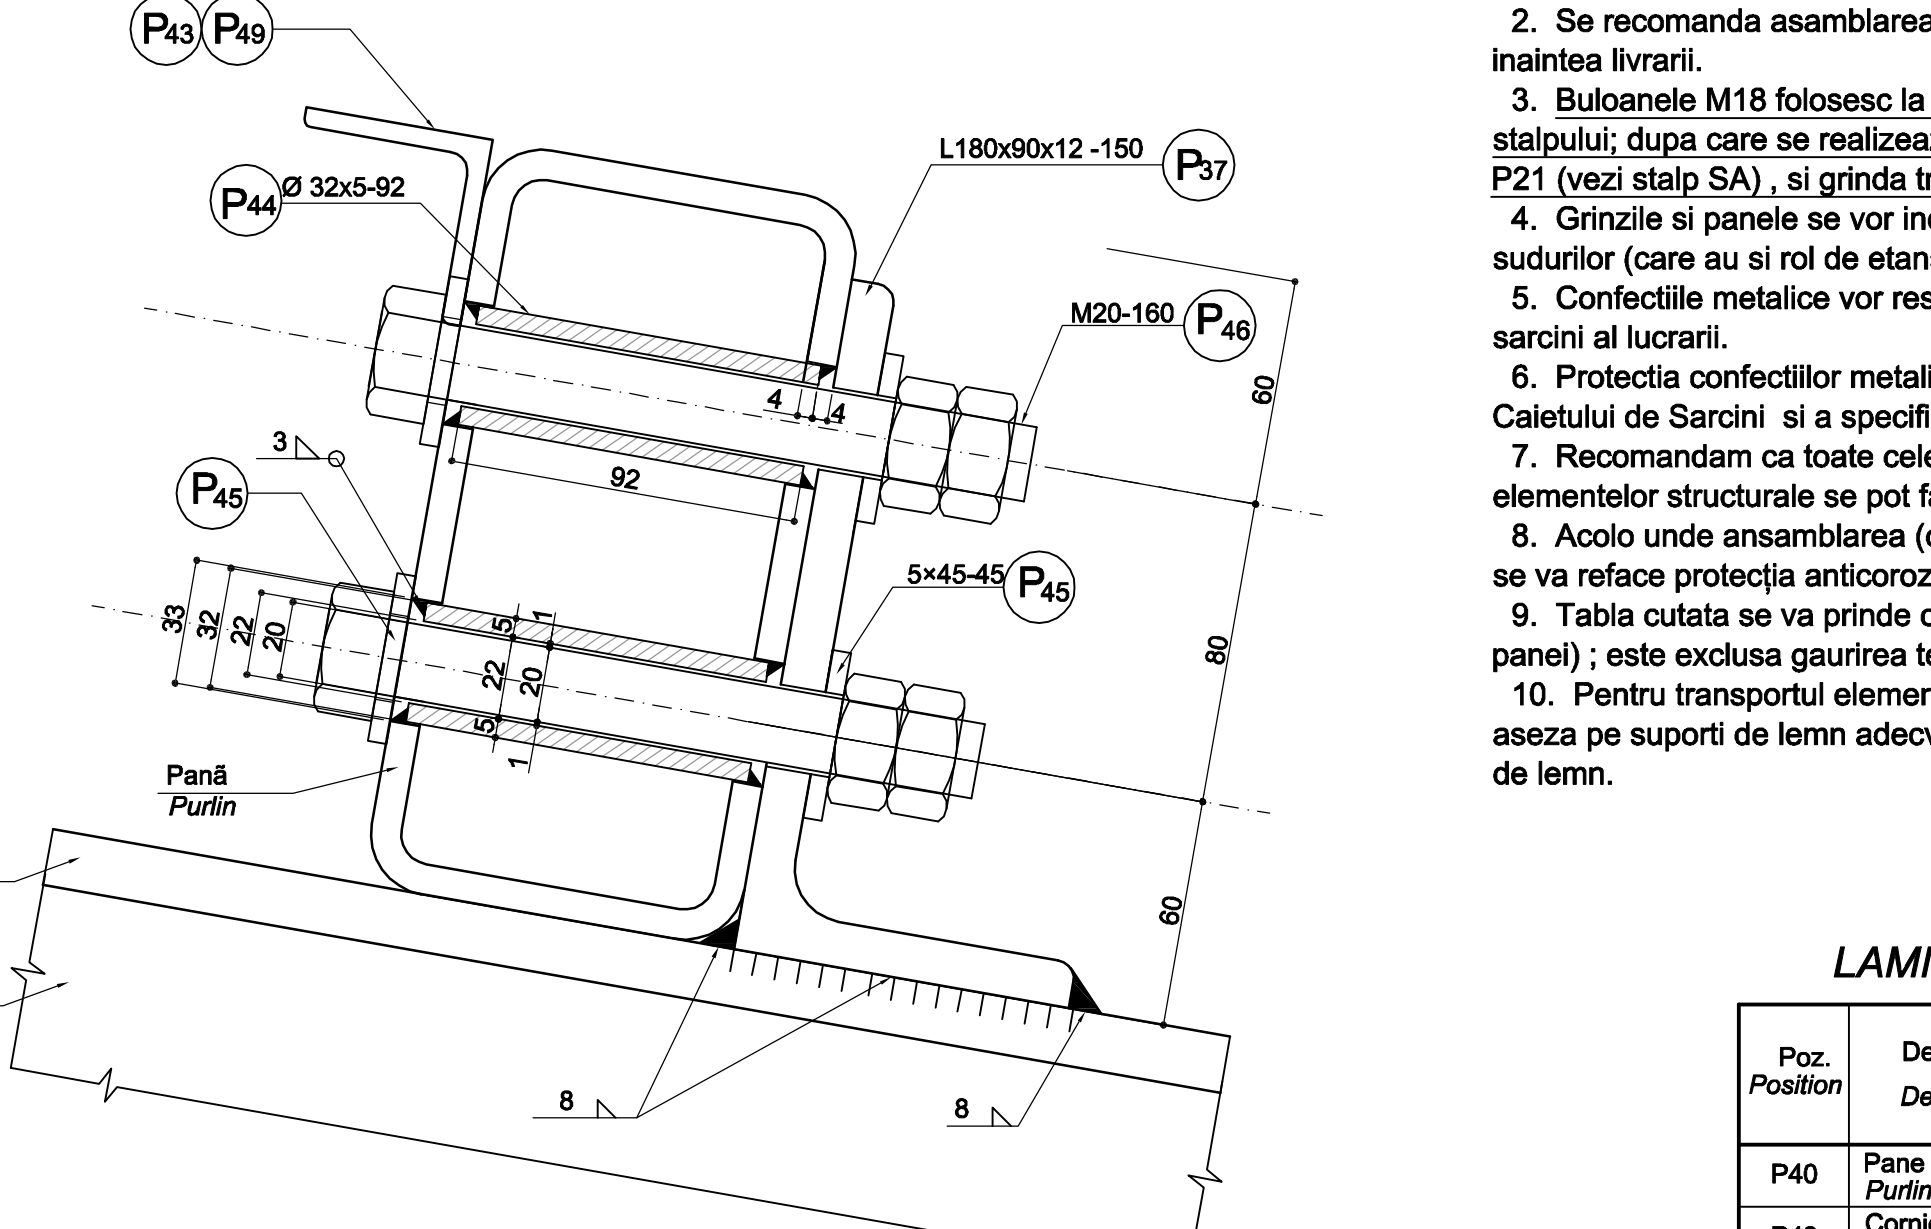 P43 P49
L180x90x12 -150 P37
P44 Ø 32x5-92
M20-160 P46
60
4 4
3
92
P45
5×45-45 P45
33 32 22 20
5 1
22 20
5 1
80
Pană
Purlin
60
8
8
2. Se recomanda asamblarea
inaintea livrarii.
3. Buloanele M18 folosesc la
stalpului; dupa care se realizeaz
P21 (vezi stalp SA) , si grinda tr
4. Grinzile si panele se vor in
sudurilor (care au si rol de etan
5. Confectiile metalice vor res
sarcini al lucrarii.
6. Protectia confectiilor metali
Caietului de Sarcini si a specifi
7. Recomandam ca toate cele
elementelor structurale se pot f
8. Acolo unde ansamblarea (
se va reface protecția anticoroz
9. Tabla cutata se va prinde
panei) ; este exclusa gaurirea te
10. Pentru transportul elemer
aseza pe suporti de lemn adecv
de lemn.
LAMI
Poz.
Position
De
De
P40 Pane
Purlin